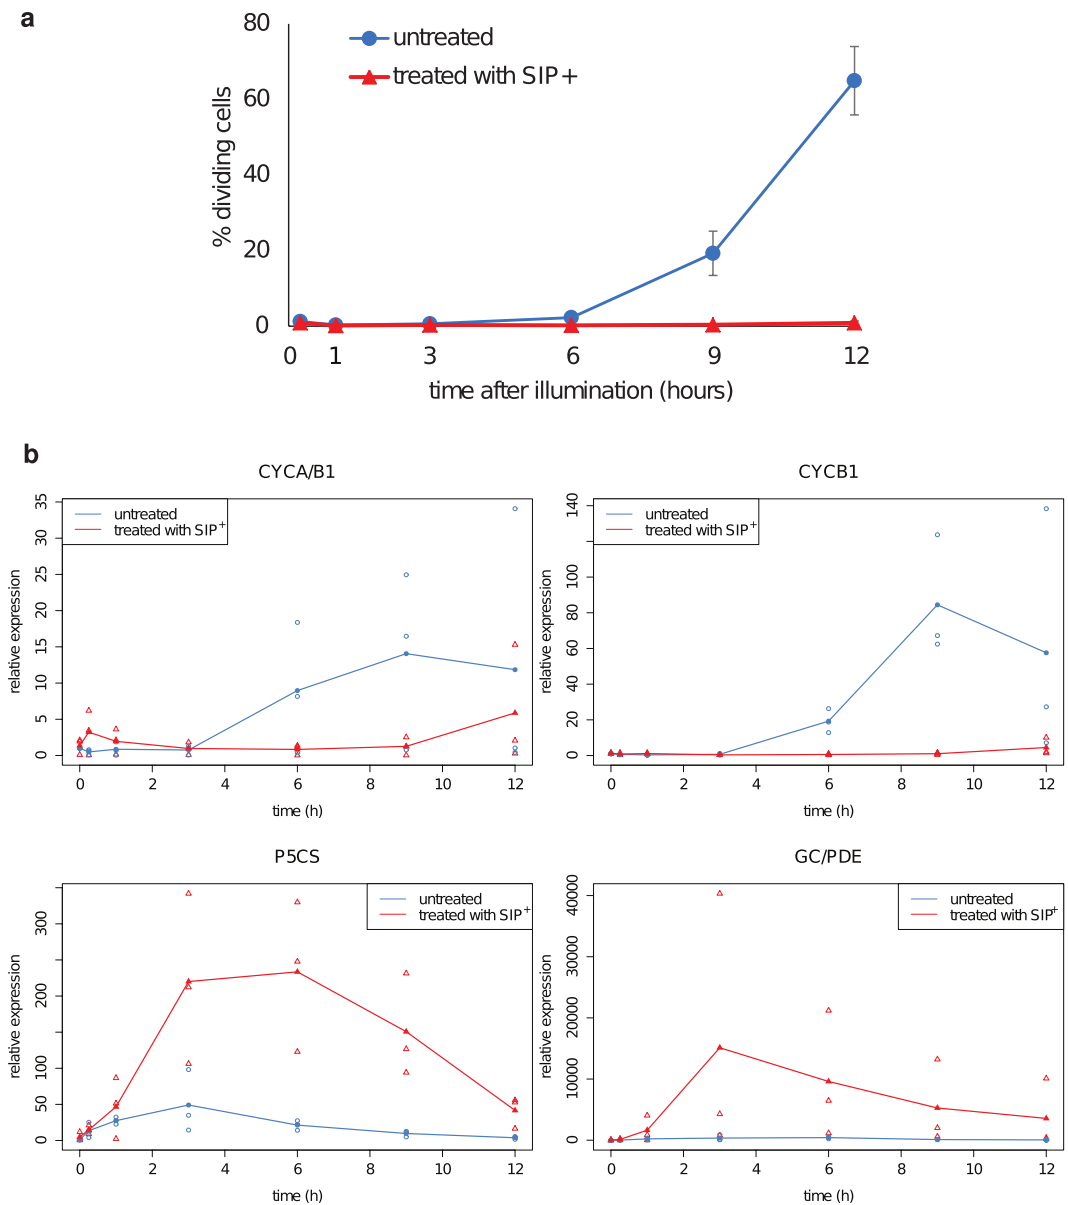 a
80
60
40
20
0
% dividing cells
untreated
treated with SIP+
0 1 3 6 9 12
time after illumination (hours)
b
CYCA/B1
untreated
treated with SIP+
35
30
25
20
15
10
5
0
relative expression
0 2 4 6 8 10 12
time (h)
CYCB1
untreated
treated with SIP+
140
100
80
60
40
20
0
relative expression
0 2 4 6 8 10 12
time (h)
P5CS
untreated
treated with SIP+
300
200
100
50
0
relative expression
0 2 4 6 8 10 12
time (h)
GC/PDE
untreated
treated with SIP+
40000
30000
20000
10000
0
relative expression
0 2 4 6 8 10 12
time (h)